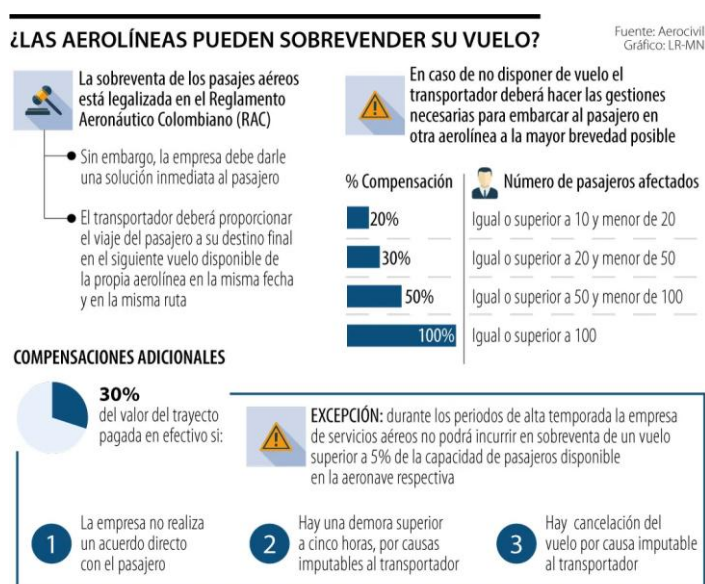 ¿LAS AEROLÍNEAS PUEDEN SOBREVENDER SU VUELO?
Fuente: Aerocivil
Gráfico: LR-MN
La sobreventa de los pasajes aéreos
está legalizada en el Reglamento
Aeronáutico Colombiano (RAC)
Sin embargo, la empresa debe darle
una solución inmediata al pasajero
El transportador deberá proporcionar
el viaje del pasajero a su destino final
en el siguiente vuelo disponible de
la propia aerolínea en la misma fecha
y en la misma ruta
En caso de no disponer de vuelo el
transportador deberá hacer las gestiones
necesarias para embarcar al pasajero en
otra aerolínea a la mayor brevedad posible
% Compensación Número de pasajeros afectados
20% Igual o superior a 10 y menor de 20
30% Igual o superior a 20 y menor de 50
50% Igual o superior a 50 y menor de 100
100% Igual o superior a 100
COMPENSACIONES ADICIONALES
30%
del valor del trayecto
pagada en efectivo si:
EXCEPCIÓN: durante los periodos de alta temporada la empresa
de servicios aéreos no podrá incurrir en sobreventa de un vuelo
superior a 5% de la capacidad de pasajeros disponible
en la aeronave respectiva
1
La empresa no realiza
un acuerdo directo
con el pasajero
2
Hay una demora superior
a cinco horas, por causas
imputables al transportador
3
Hay cancelación del
vuelo por causa imputable
al transportador